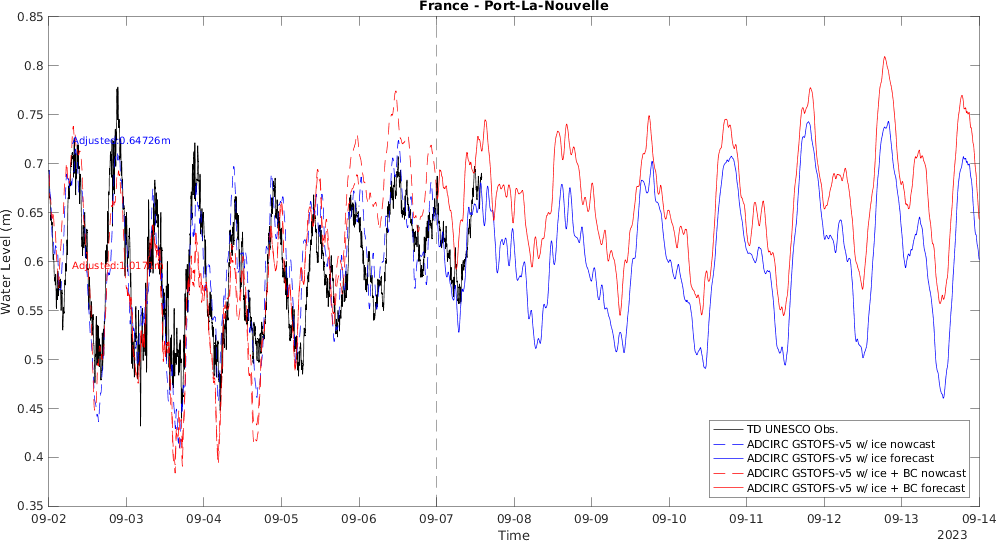 France - Port-La-Nouvelle
0.85
0.8
0.75
0.7
0.65
0.6
0.55
0.5
0.45
0.4
0.35
Water Level (m)
Adjusted:0.64726m
TD UNESCO Obs.
ADCIRC GSTOFS-v5 w/ ice nowcast
ADCIRC GSTOFS-v5 w/ ice forecast
ADCIRC GSTOFS-v5 w/ ice + BC nowcast
ADCIRC GSTOFS-v5 w/ ice + BC forecast
09-02 09-03 09-04 09-05 09-06 09-07 09-08 09-09 09-10 09-11 09-12 09-13 09-14
Time
2023